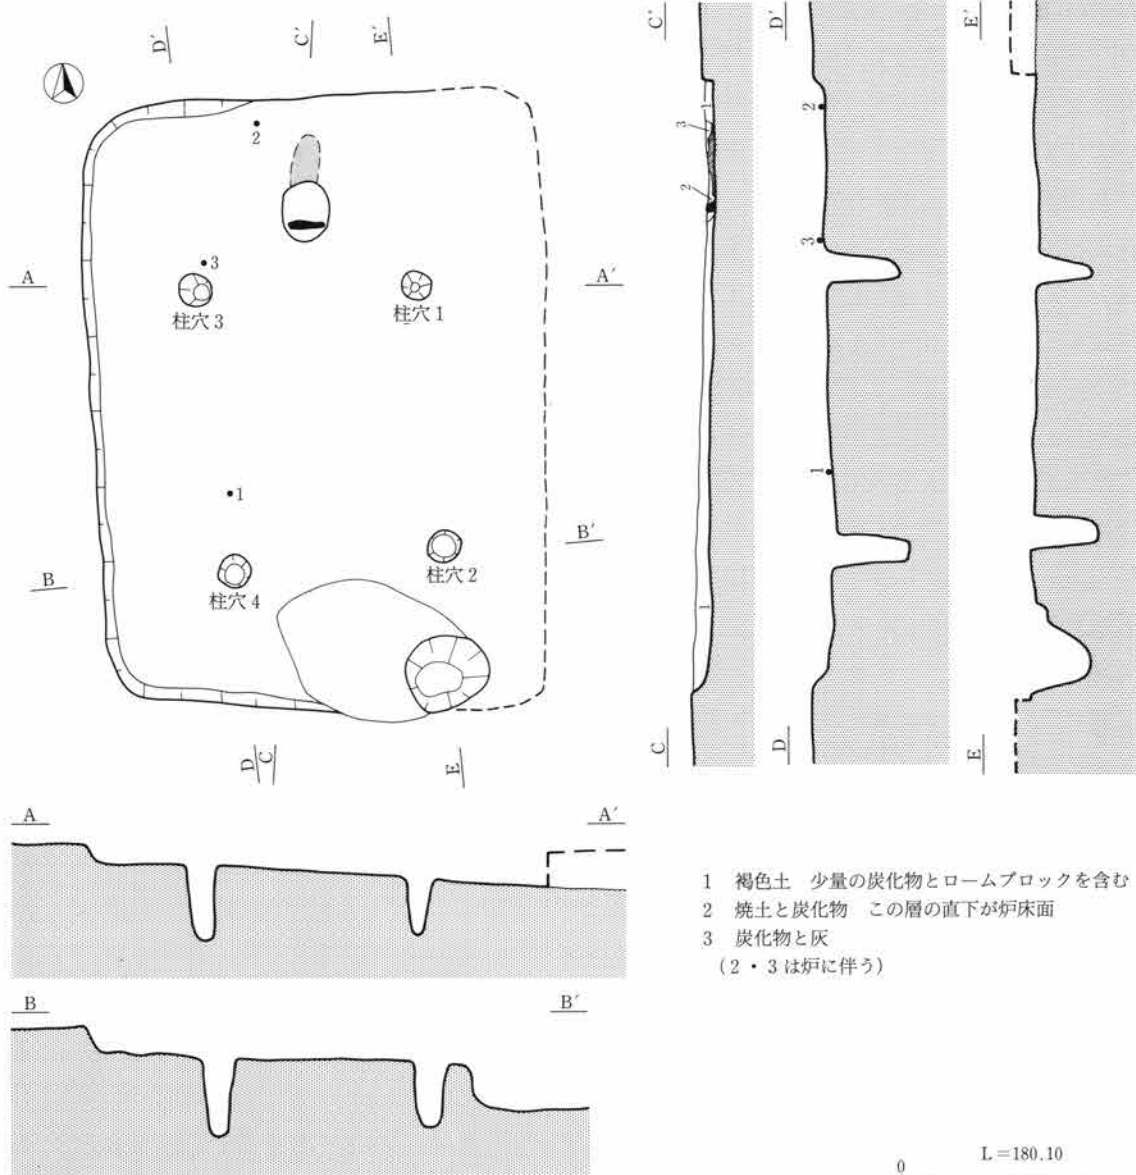 D′
C′
E′
2
3
A
A′
柱穴 3
柱穴 1
1
B′
B
柱穴 2
柱穴 4
D
C
E
C′
D′
E′
1
3
2
2
3
1
1
C
D
E
A
A′
B
B′
1 褐色土 少量の炭化物とロームブロックを含む
2 焼土と炭化物 この層の直下が炉床面
3 炭化物と灰
（2・3は炉に伴う）
0
L=180.10